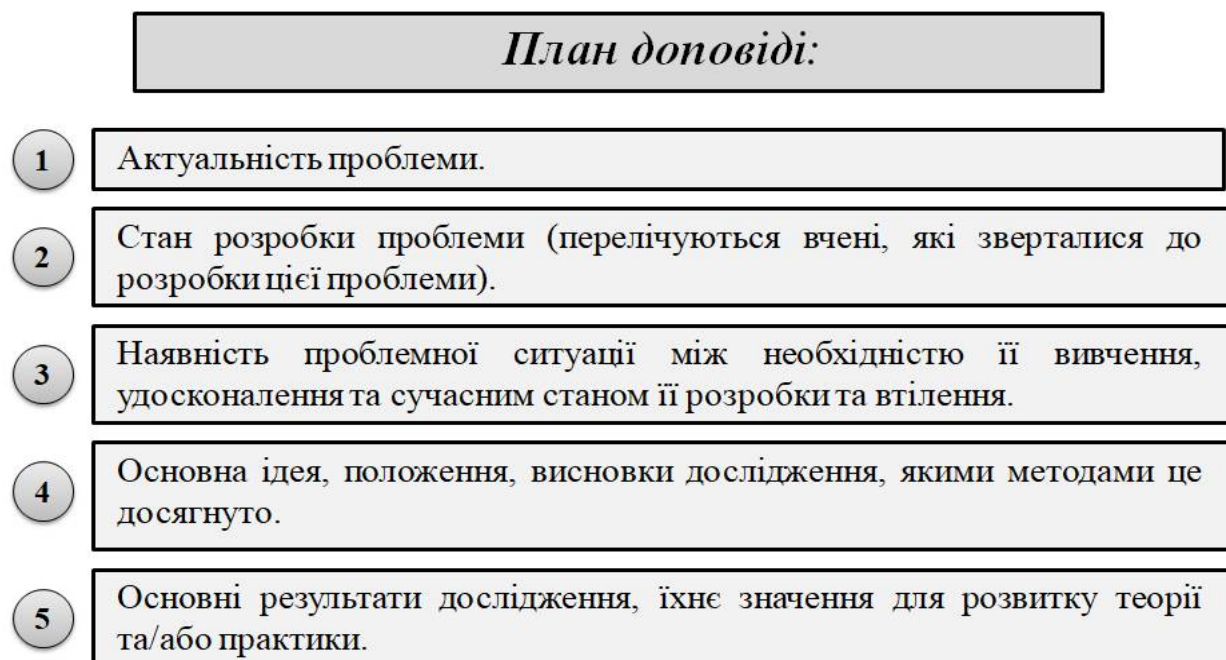 План доповіді:
1 Актуальність проблеми.
2 Стан розробки проблеми (перелічуються вчені, які зверталися до
розробки цієї проблеми).
3 Наявність проблемної ситуації між необхідністю її вивчення,
удосконалення та сучасним станом її розробки та втілення.
4 Основна ідея, положення, висновки дослідження, якими методами це
досягнуто.
5 Основні результати дослідження, їхнє значення для розвитку теорії
та/або практики.